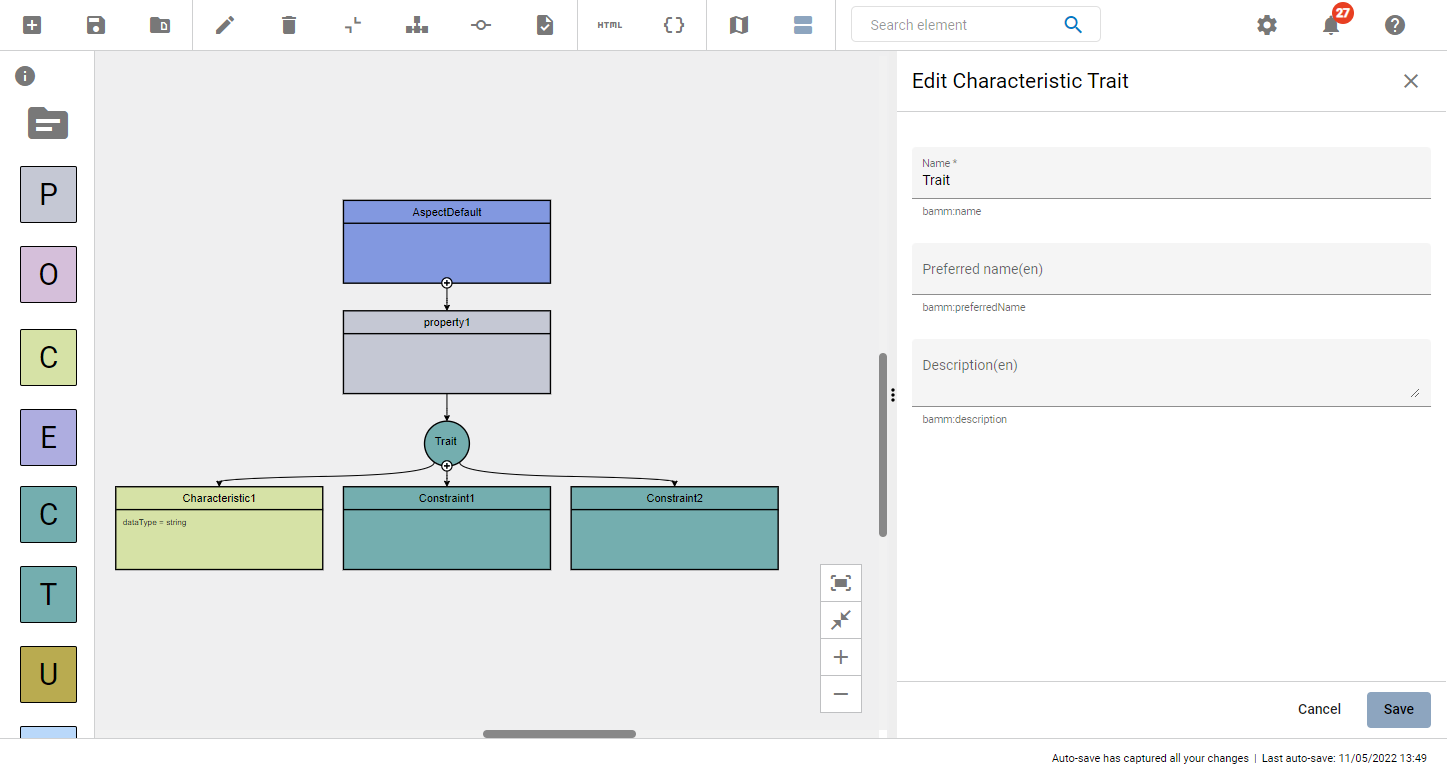 HTML
Search element
27
P
O
C
E
C
T
U
AspectDefault
property1
Trait
Characteristic1
dataType = string
Constraint1
Constraint2
Edit Characteristic Trait
Name *
Trait
bamm:name
Preferred name(en)
bamm:preferredName
Description(en)
bamm:description
Cancel
Save
Auto-save has captured all your changes | Last auto-save: 11/05/2022 13:49